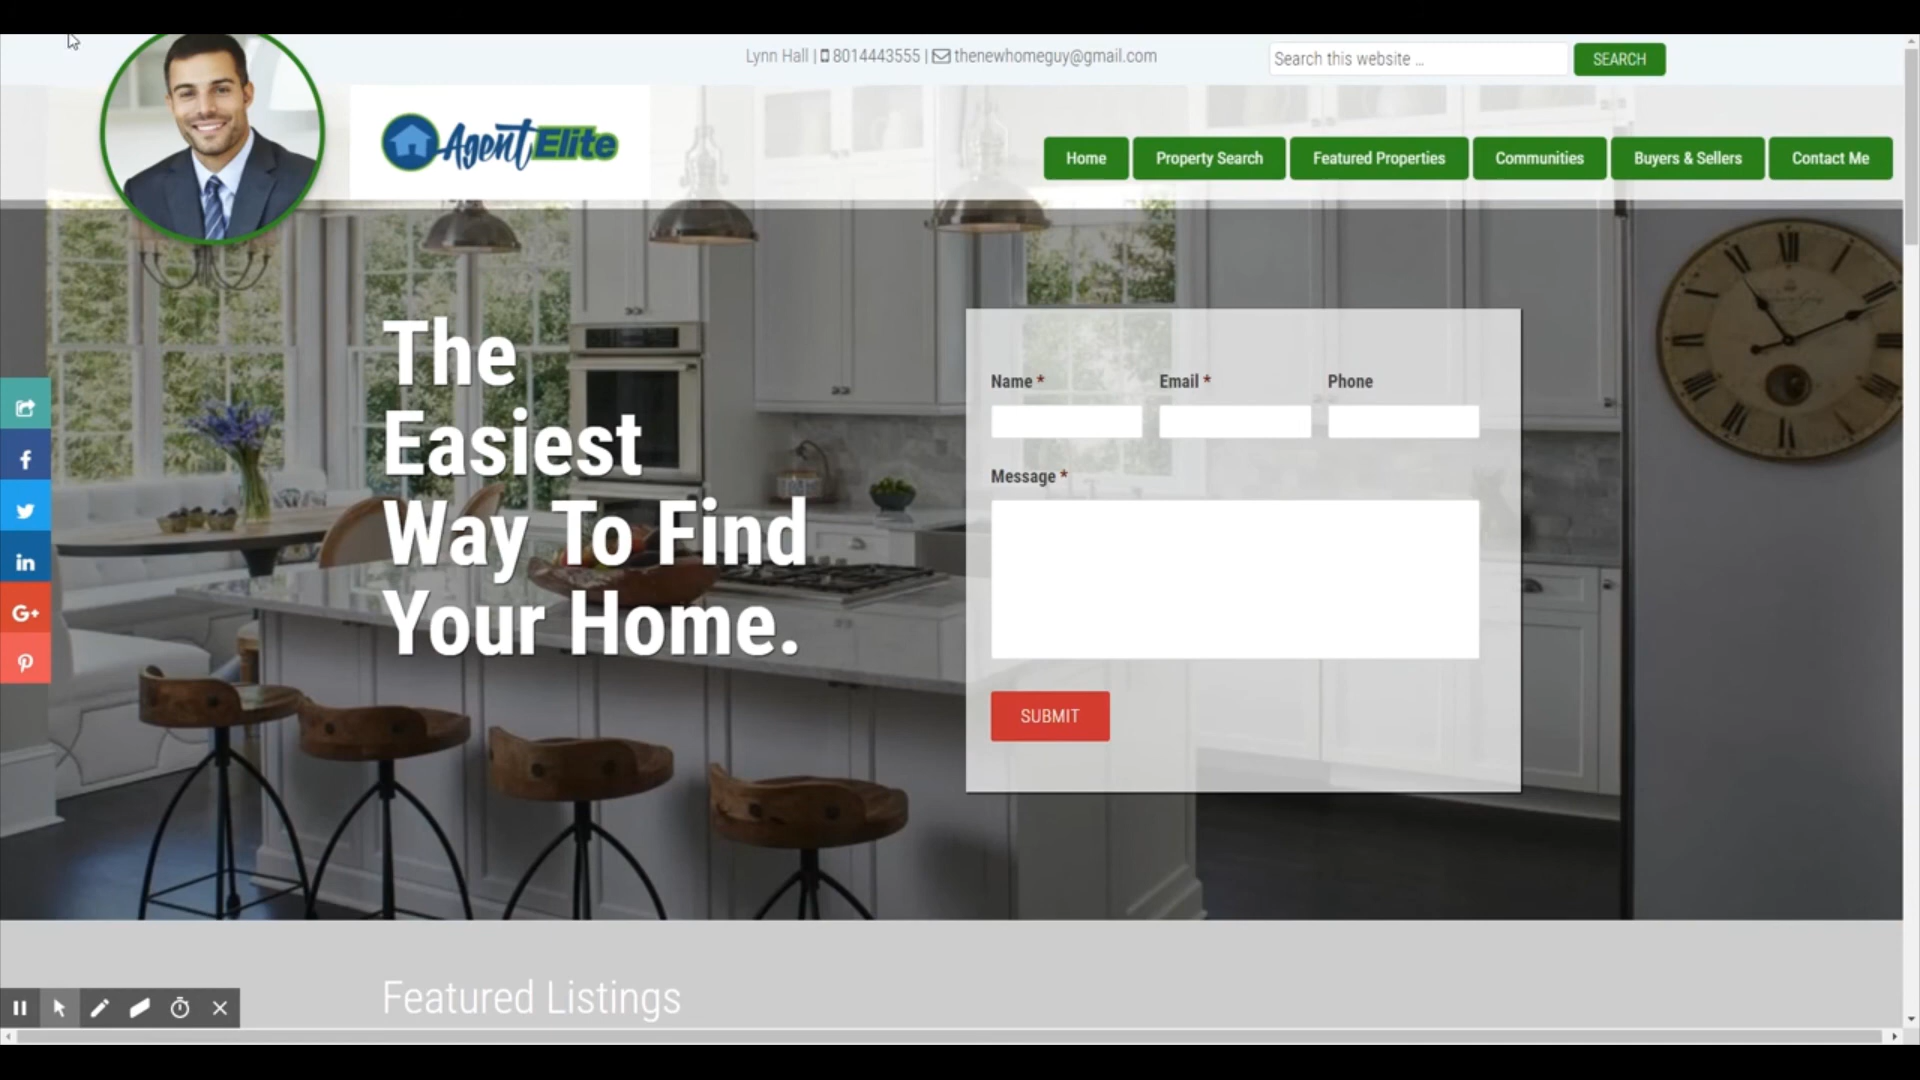 Lynn Hall | 8014443555 | thenewhomeguy@gmail.com
Search this website ...
SEARCH
AgentElite
Home
Property Search
Featured Properties
Communities
Buyers & Sellers
Contact Me
The
Easiest
Way To Find
Your Home.
Name *
Email *
Phone
Message *
SUBMIT
f
in
G+
Featured Listings